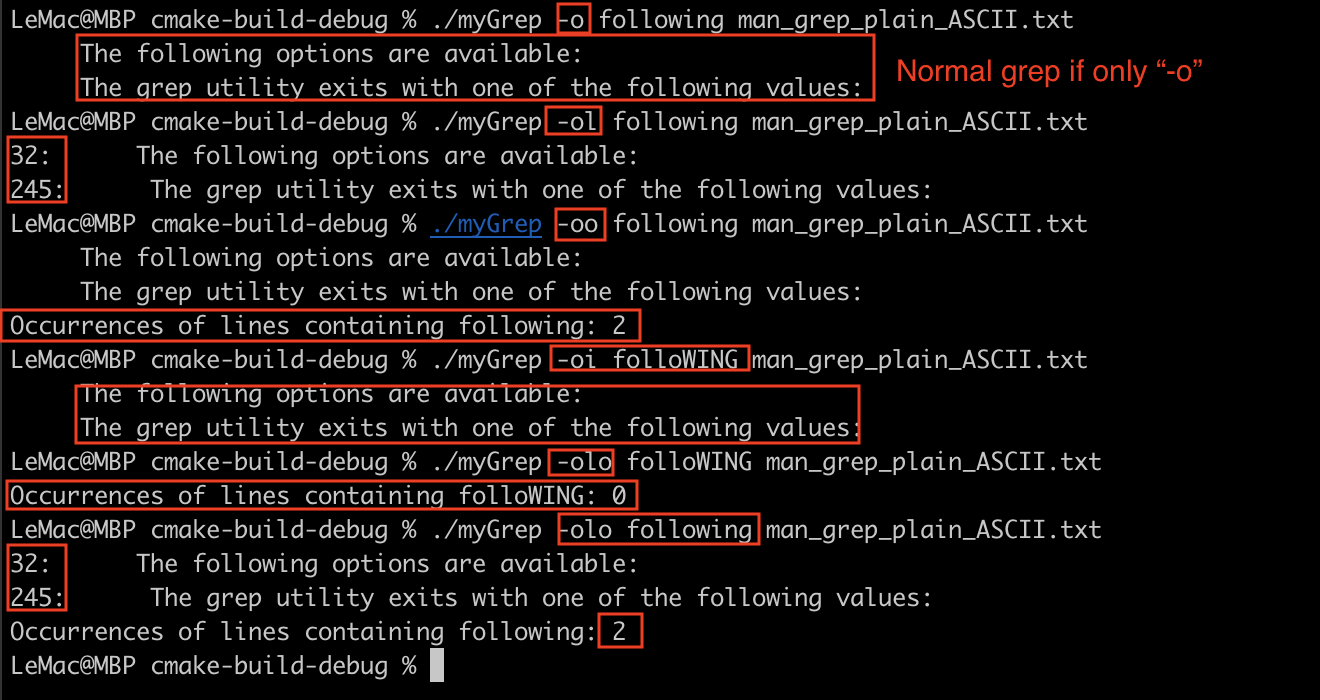 LeMac@MBP cmake-build-debug % ./myGrep -o following man_grep_plain_ASCII.txt
The following options are available:
The grep utility exits with one of the following values:
Normal grep if only “-o”
LeMac@MBP cmake-build-debug % ./myGrep -ol following man_grep_plain_ASCII.txt
32:      The following options are available:
245:      The grep utility exits with one of the following values:
LeMac@MBP cmake-build-debug % ./myGrep -oo following man_grep_plain_ASCII.txt
The following options are available:
The grep utility exits with one of the following values:
Occurrences of lines containing following: 2
LeMac@MBP cmake-build-debug % ./myGrep -oi folloWING man_grep_plain_ASCII.txt
The following options are available:
The grep utility exits with one of the following values:
LeMac@MBP cmake-build-debug % ./myGrep -olo folloWING man_grep_plain_ASCII.txt
Occurrences of lines containing folloWING: 0
LeMac@MBP cmake-build-debug % ./myGrep -olo following man_grep_plain_ASCII.txt
32:      The following options are available:
245:      The grep utility exits with one of the following values:
Occurrences of lines containing following: 2
LeMac@MBP cmake-build-debug %